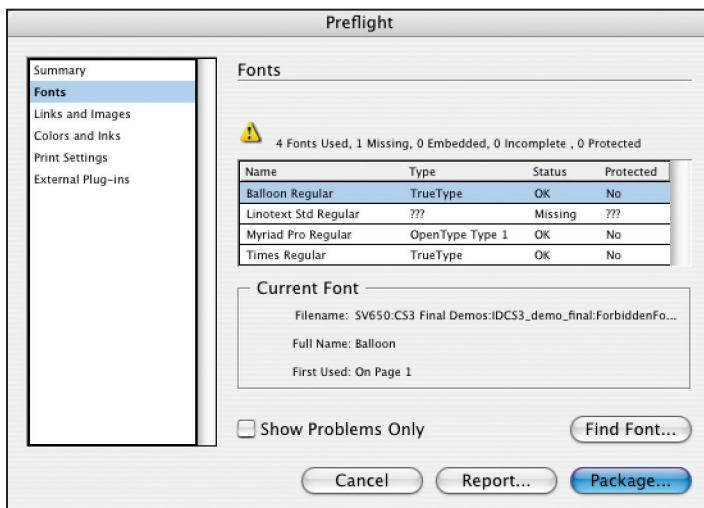 Preflight
Summary
Fonts
Links and Images
Colors and Inks
Print Settings
External Plug-ins
Fonts
4 Fonts Used, 1 Missing, 0 Embedded, 0 Incomplete , 0 Protected
Name Type Status Protected
Balloon Regular TrueType OK No
Linotext Std Regular ??? Missing ???
Myriad Pro Regular OpenType Type 1 OK No
Times Regular TrueType OK No
Current Font
Filename: SV650:CS3 Final Demos:IDCS3_demo_final:ForbiddenFo...
Full Name: Balloon
First Used: On Page 1
Show Problems Only
Find Font...
Cancel Report... Package...